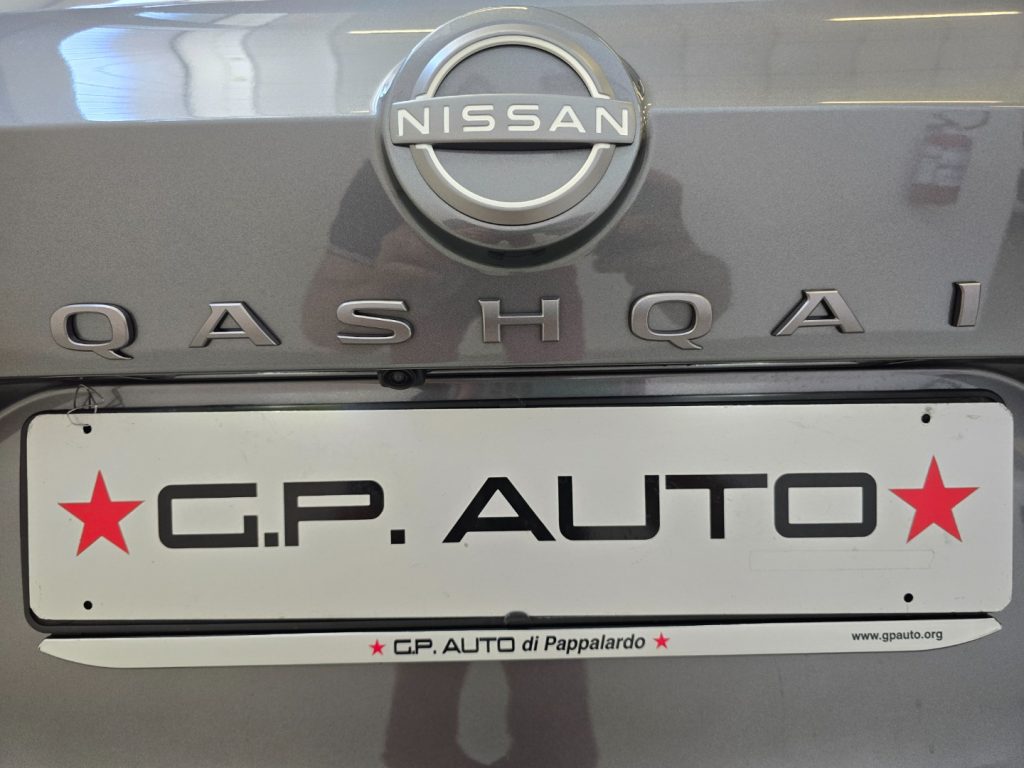 NISSAN
QASHQAI
G.P. AUTO
G.P. AUTO di Pappalardo
www.gpauto.org